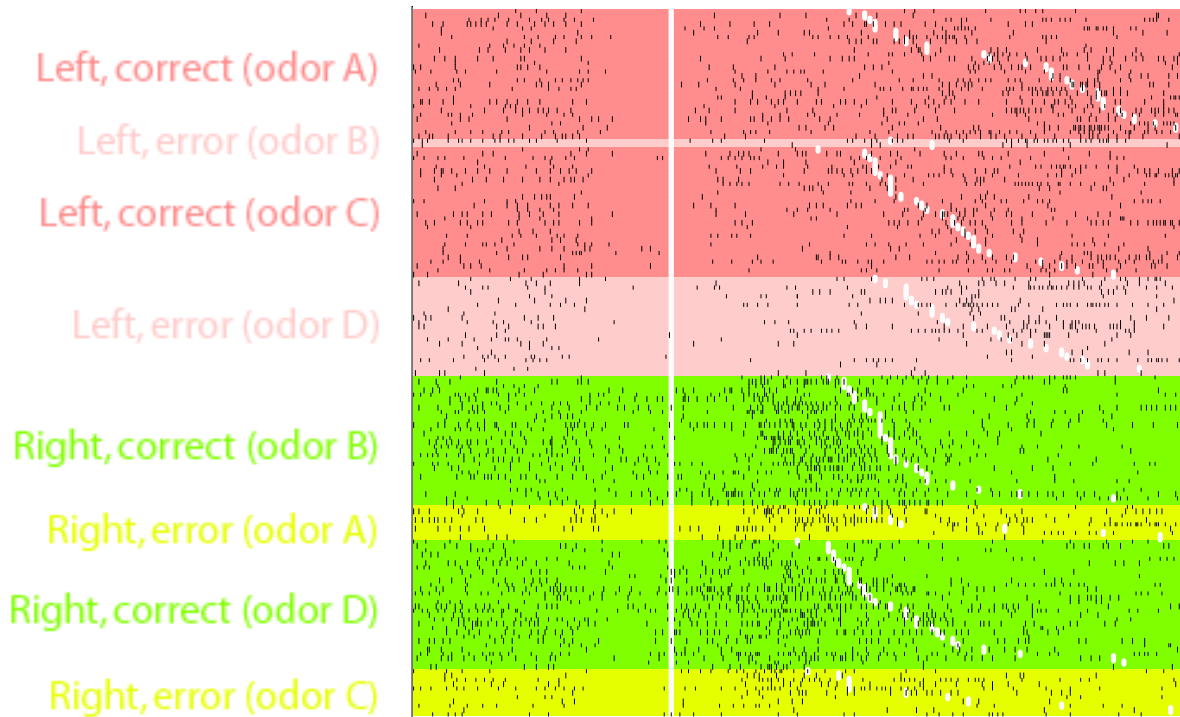 Left, correct (odor A)
Left, error (odor B)
Left, correct (odor C)
Left, error (odor D)
Right, correct (odor B)
Right, error (odor A)
Right, correct (odor D)
Right, error (odor C)